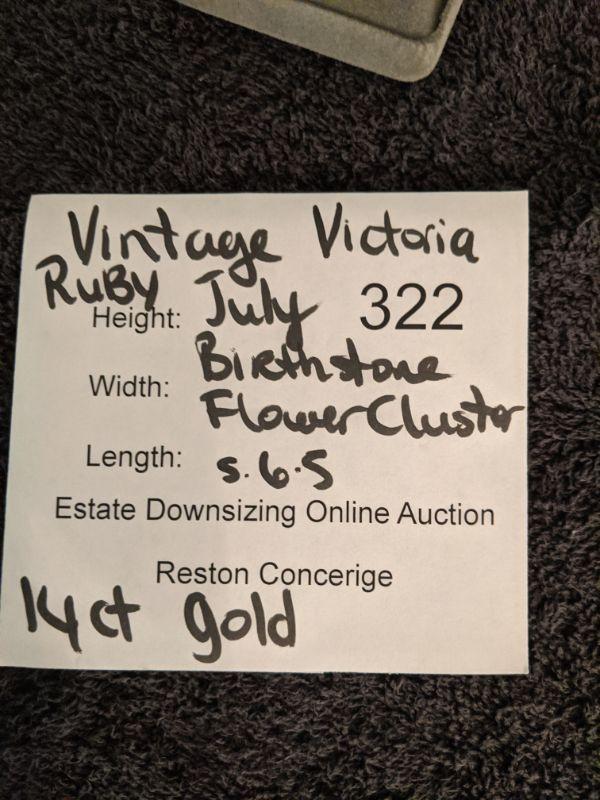 Vintage Victoria
Ruby July 322
Height:
Birthstone
Width:
Flower Cluster
Length: s.6.5
Estate Downsizing Online Auction
Reston Concerige
14ct gold